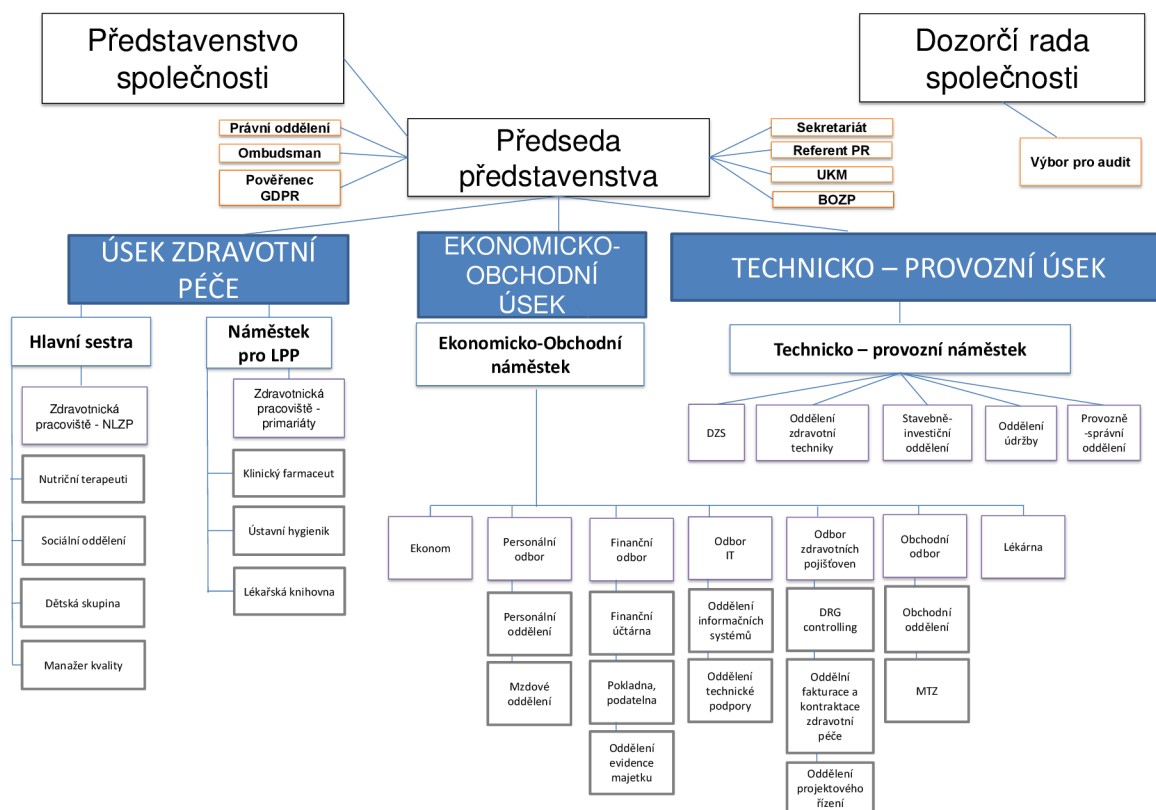 Představenstvo
společnosti
Dozorčí rada
společnosti
Právní oddělení
Ombudsman
Pověřenec
GDPR
Předseda
představenstva
Sekretariát
Referent PR
UKM
BOZP
Výbor pro audit
ÚSEK ZDRAVOTNÍ
PÉČE
EKONOMICKO-
OBCHODNÍ
ÚSEK
TECHNICKO – PROVOZNÍ ÚSEK
Hlavní sestra
Náměstek
pro LPP
Ekonomicko-Obchodní
náměstek
Technicko – provozní náměstek
Zdravotnická
pracoviště - NLZP
Nutriční terapeuti
Sociální oddělení
Dětská skupina
Manažer kvality
Zdravotnická
pracoviště -
primariáty
Klinický farmaceut
Ústavní hygienik
Lékařská knihovna
DZS
Oddělení
zdravotní
techniky
Stavebně-
investiční
oddělení
Oddělení
údržby
Provozně
-správní
oddělení
Ekonom
Personální
odbor
Personální
oddělení
Mzdové
oddělení
Finanční
odbor
Finanční
účtárna
Pokladna,
podatelna
Oddělení
evidence
majetku
Odbor
IT
Oddělení
informačních
systémů
Oddělení
technické
podpory
Odbor
zdravotních
pojišťoven
DRG
controlling
Oddělní
fakturace a
kontraktace
zdravotní
péče
Oddělení
projektového
řízení
Obchodní
odbor
Obchodní
oddělení
MTZ
Lékárna